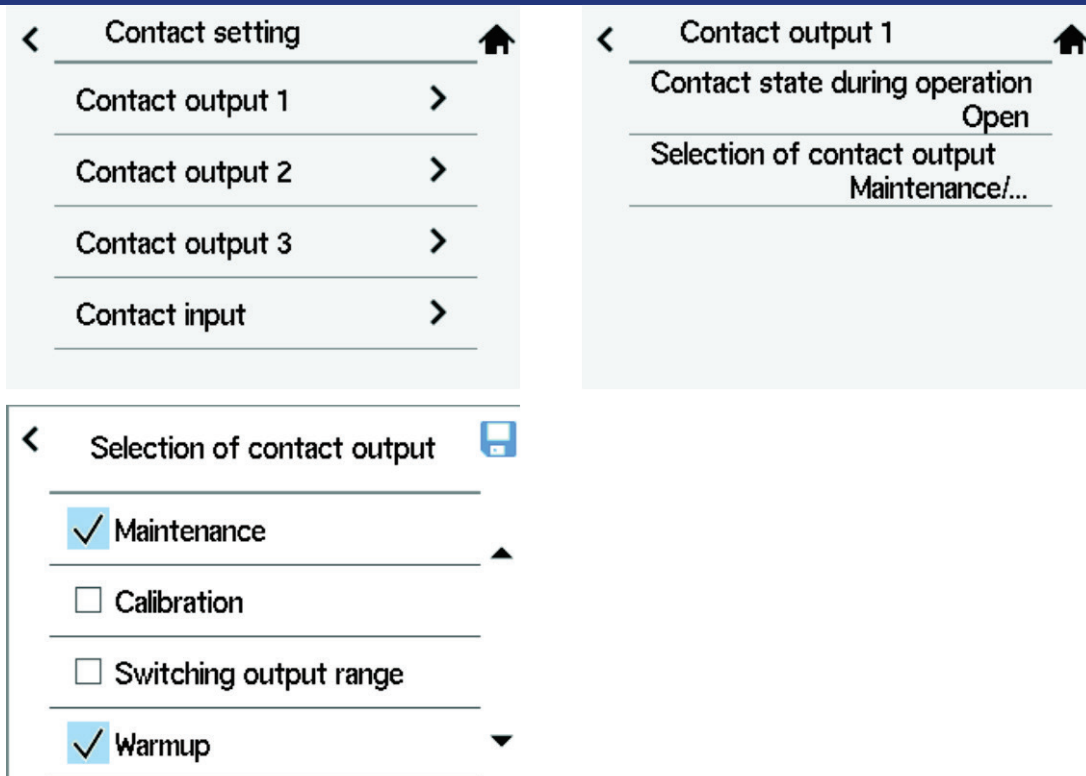 Contact setting
Contact output 1
Contact output 2
Contact output 3
Contact input
Contact output 1
Contact state during operation
Open
Selection of contact output
Maintenance/...
Selection of contact output
Maintenance
Calibration
Switching output range
Warmup